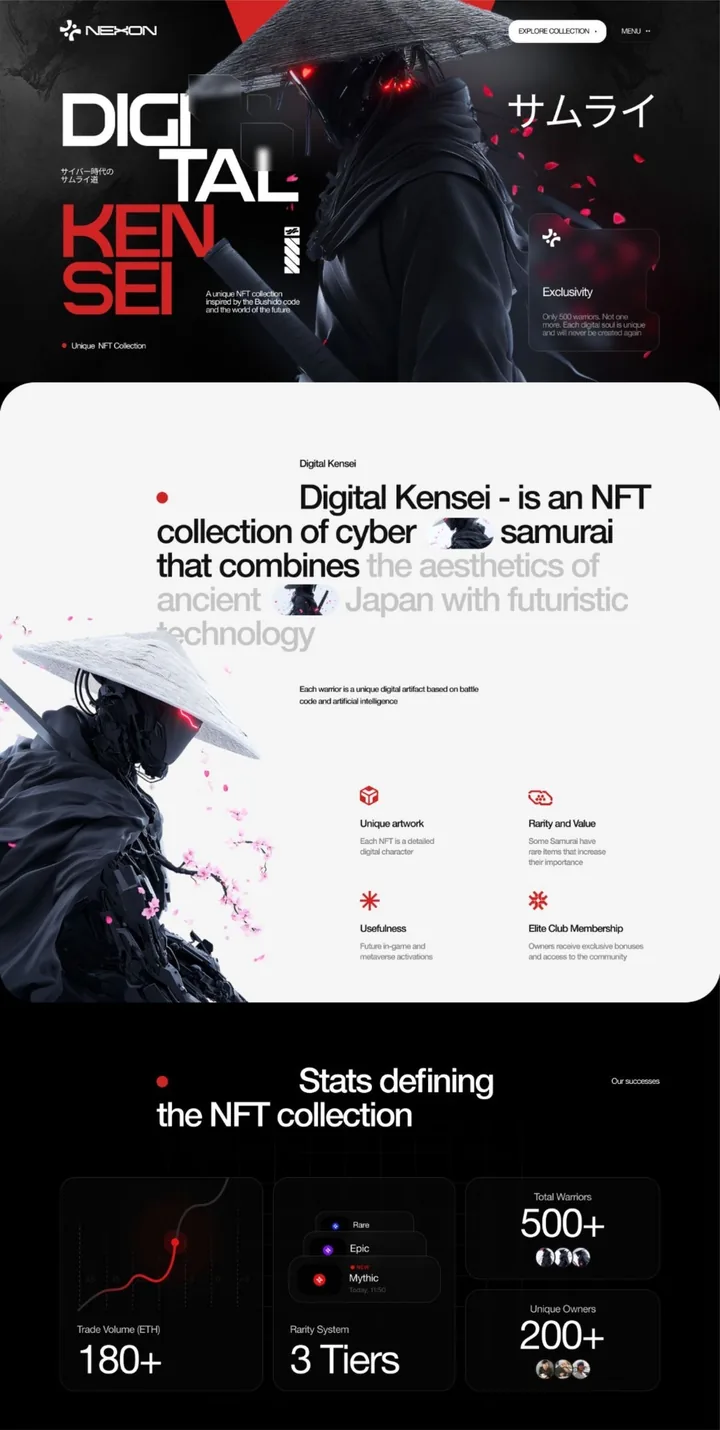 NEXON
EXPLORE COLLECTION
MENU
DIGI
TAL
KEN
SEI
サムライ
サイバー時代の
サムライ道
A unique NFT collection
inspired by the Bushido code
and the world of the future
Unique NFT Collection
Exclusivity
Only 500 warriors. Not one
more. Each digital soul is unique
and will never be created again
Digital Kensei
Digital Kensei - is an NFT
collection of cyber samurai
that combines the aesthetics of
ancient Japan with futuristic
technology
Each warrior is a unique digital artifact based on battle
code and artificial intelligence
Unique artwork
Each NFT is a detailed
digital character
Rarity and Value
Some Samurai have
rare items that increase
their importance
Usefulness
Future in-game and
metaverse activations
Elite Club Membership
Owners receive exclusive bonuses
and access to the community
Stats defining
the NFT collection
Our successes
Trade Volume (ETH)
180+
Rare
Epic
NEW
Mythic
Today, 11:50
Rarity System
3 Tiers
Total Warriors
500+
Unique Owners
200+